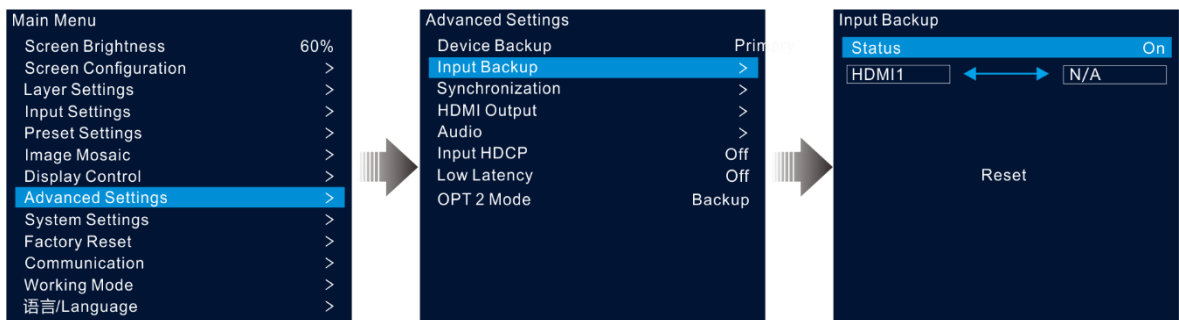 Main Menu
Screen Brightness 60%
Screen Configuration >
Layer Settings >
Input Settings >
Preset Settings >
Image Mosaic >
Display Control >
Advanced Settings >
System Settings >
Factory Reset >
Communication >
Working Mode >
语言/Language >
Advanced Settings
Device Backup Primary
Input Backup >
Synchronization >
HDMI Output >
Audio >
Input HDCP Off
Low Latency Off
OPT 2 Mode Backup
Input Backup
Status On
HDMI1 N/A
Reset